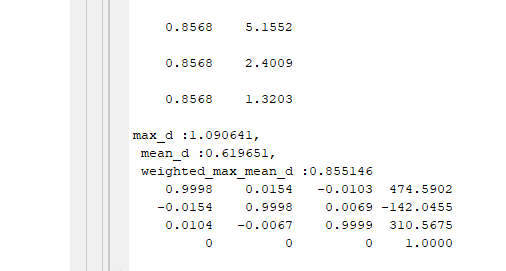 0.8568 5.1552
0.8568 2.4009
0.8568 1.3203
max_d :1.090641,
mean_d :0.619651,
weighted_max_mean_d :0.855146
0.9998 0.0154 -0.0103 474.5902
-0.0154 0.9998 0.0069 -142.0455
0.0104 -0.0067 0.9999 310.5675
0 0 0 1.0000